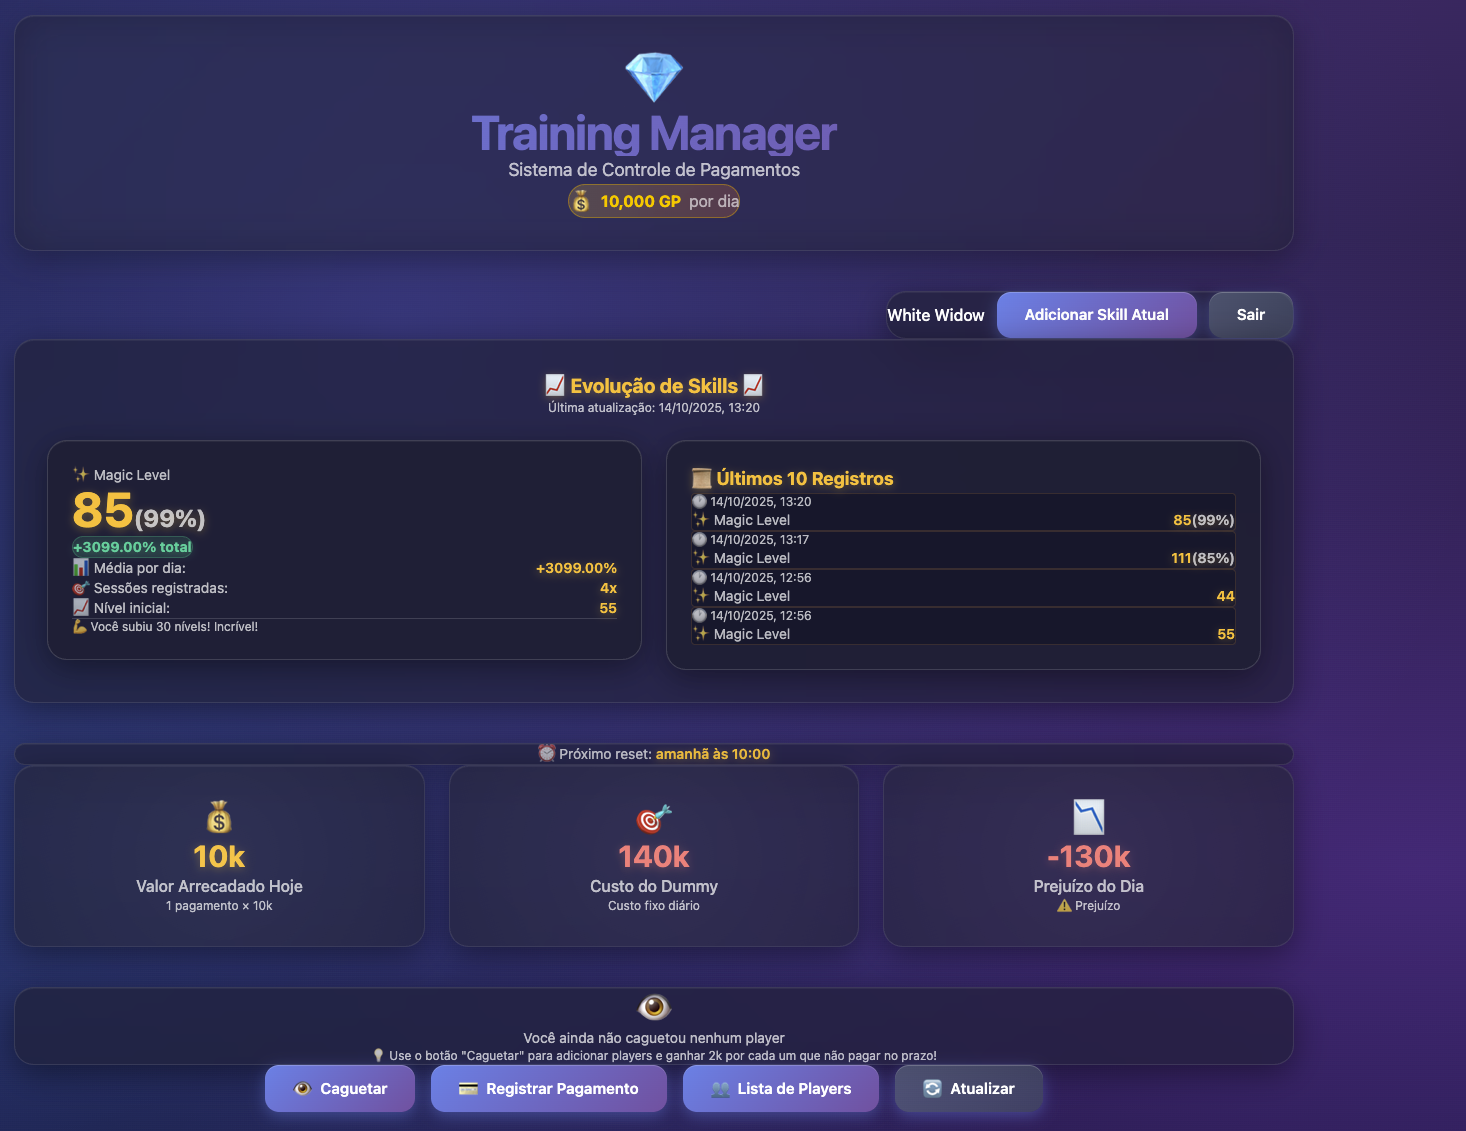 Training Manager
Sistema de Controle de Pagamentos
10,000 GP por dia
White Widow
Adicionar Skill Atual
Sair
Evolução de Skills
Última atualização: 14/10/2025, 13:20
Magic Level
85(99%)
+3099.00% total
Média por dia: +3099.00%
Sessões registradas: 4x
Nível inicial: 55
Você subiu 30 níveis! Incrível!
Últimos 10 Registros
14/10/2025, 13:20
Magic Level 85(99%)
14/10/2025, 13:17
Magic Level 111(85%)
14/10/2025, 12:56
Magic Level 44
14/10/2025, 12:56
Magic Level 55
Próximo reset: amanhã às 10:00
10k
Valor Arrecadado Hoje
1 pagamento × 10k
140k
Custo do Dummy
Custo fixo diário
-130k
Prejuízo do Dia
Prejuízo
Você ainda não caguetou nenhum player
Use o botão "Caguetar" para adicionar players e ganhar 2k por cada um que não pagar no prazo!
Caguetar
Registrar Pagamento
Lista de Players
Atualizar